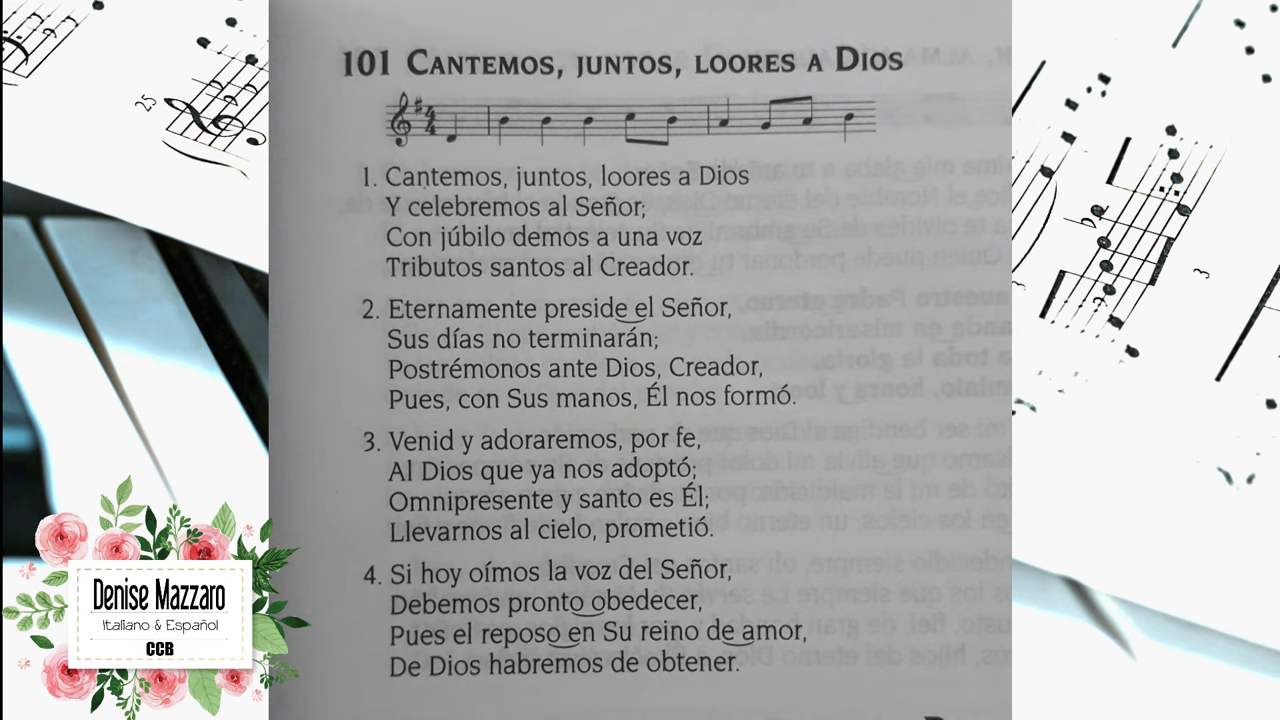 101 CANTEMOS, JUNTOS, LOORES A DIOS
1. Cantemos, juntos, loores a Dios
Y celebremos al Señor;
Con júbilo demos a una voz
Tributos santos al Creador.
2. Eternamente preside el Señor,
Sus días no terminarán;
Postrémonos ante Dios, Creador,
Pues, con Sus manos, Él nos formó.
3. Venid y adoraremos, por fe,
Al Dios que ya nos adoptó;
Omnipresente y santo es Él;
Llevarnos al cielo, prometió.
4. Si hoy oímos la voz del Señor,
Debemos pronto obedecer,
Pues el reposo en Su reino de amor,
De Dios habremos de obtener.
Denise Mazzaro
Italiano & Español
CCB
25
3